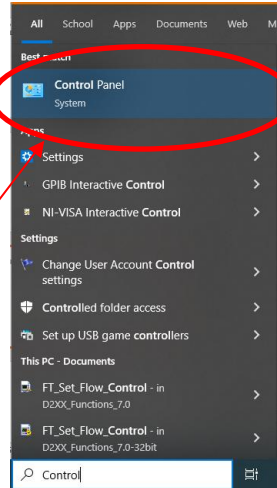 All School Apps Documents Web M
Best match
Control Panel
System
Apps
Settings
GPIB Interactive Control
NI-VISA Interactive Control
Settings
Change User Account Control
settings
Controlled folder access
Set up USB game controllers
This PC - Documents
FT_Set_Flow_Control - in
D2XX_Functions_7.0
FT_Set_Flow_Control - in
D2XX_Functions_7.0-32bit
Control